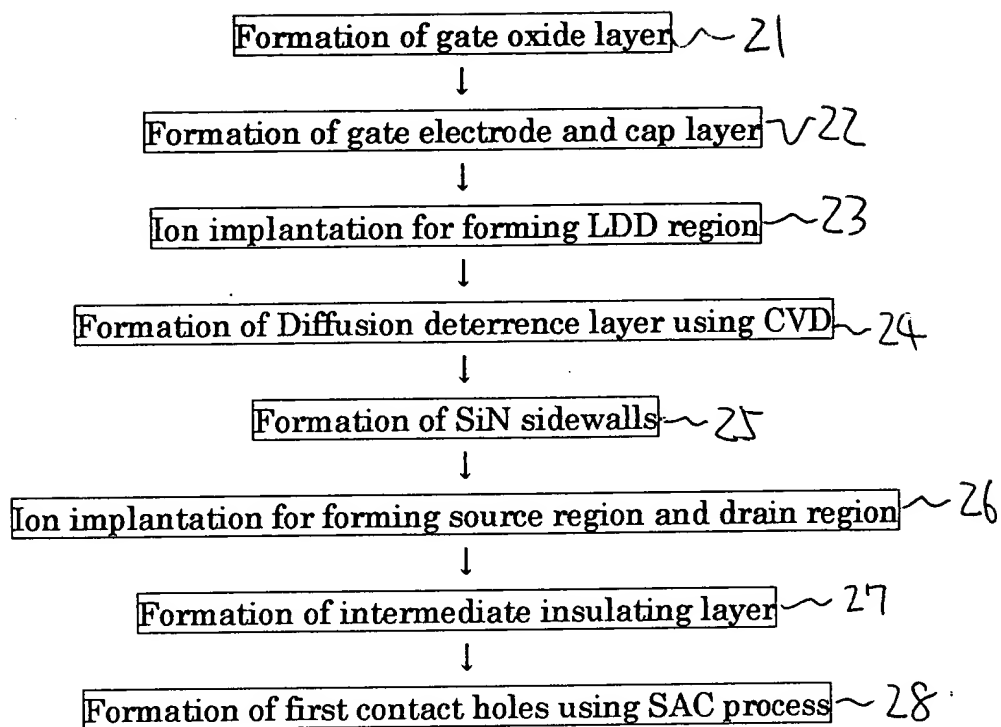 Formation of gate oxide layer 21
↓
Formation of gate electrode and cap layer 22
↓
Ion implantation for forming LDD region 23
↓
Formation of Diffusion deterrence layer using CVD 24
↓
Formation of SiN sidewalls 25
↓
Ion implantation for forming source region and drain region 26
↓
Formation of intermediate insulating layer 27
↓
Formation of first contact holes using SAC process 28